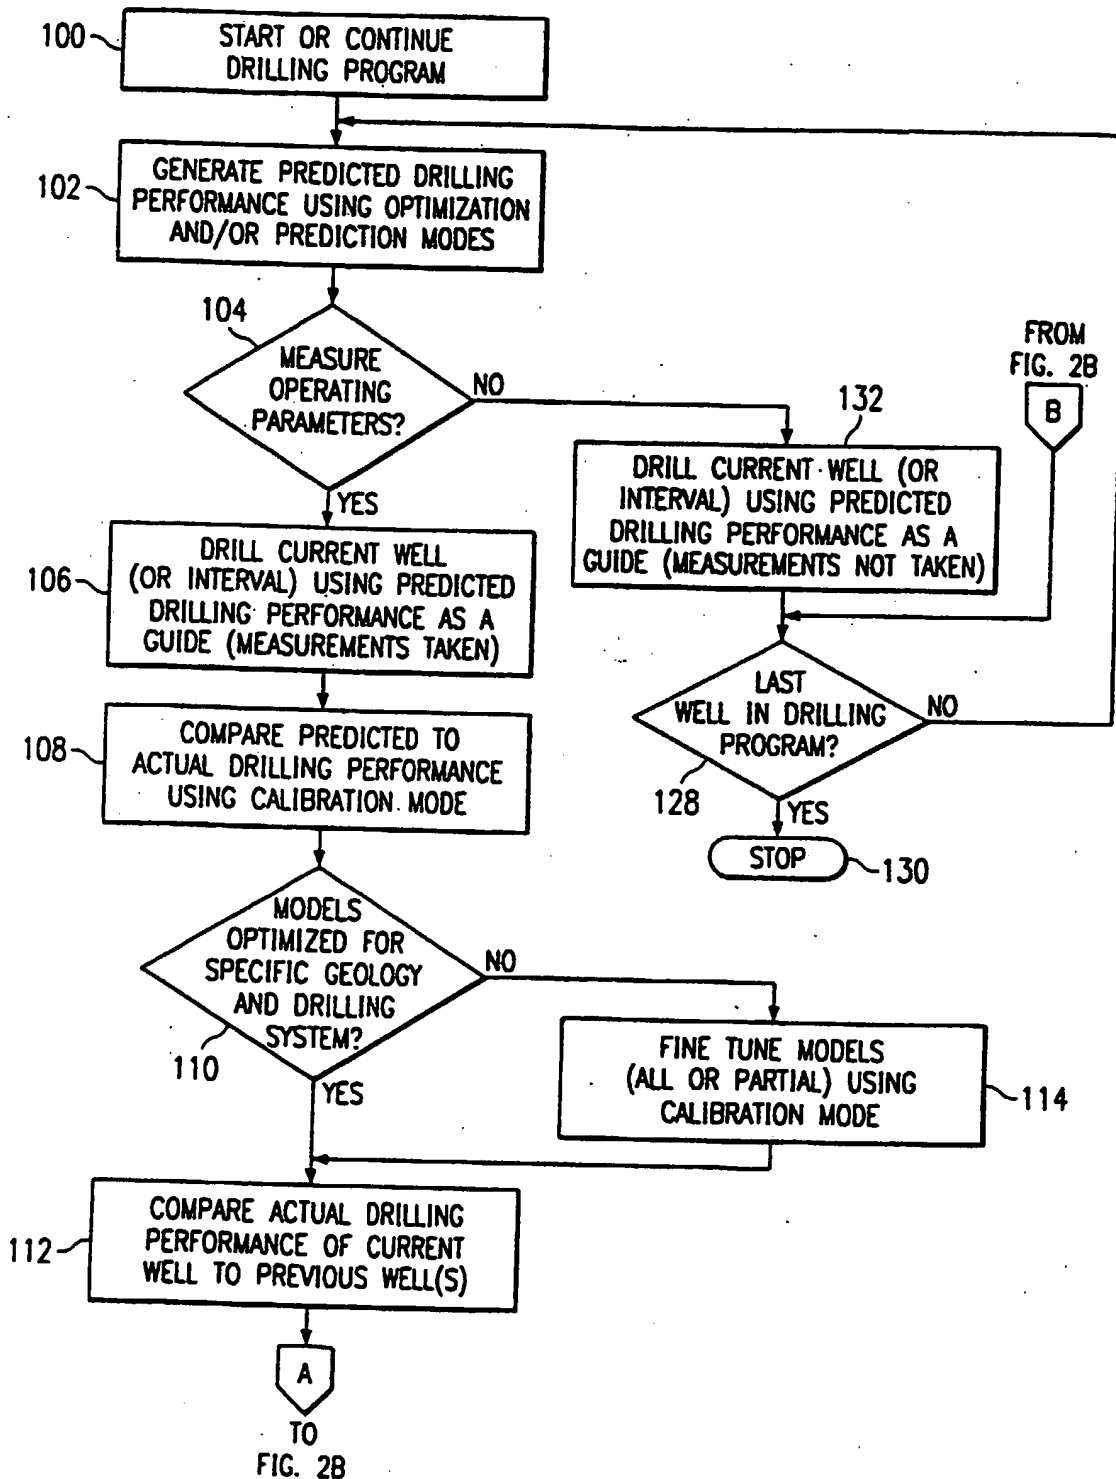 100
START OR CONTINUE
DRILLING PROGRAM
102
GENERATE PREDICTED DRILLING
PERFORMANCE USING OPTIMIZATION
AND/OR PREDICTION MODES
104
MEASURE
OPERATING
PARAMETERS?
NO
YES
132
DRILL CURRENT WELL (OR
INTERVAL) USING PREDICTED
DRILLING PERFORMANCE AS A
GUIDE (MEASUREMENTS NOT TAKEN)
FROM
FIG. 2B
B
106
DRILL CURRENT WELL
(OR INTERVAL) USING PREDICTED
DRILLING PERFORMANCE AS A
GUIDE (MEASUREMENTS TAKEN)
LAST
WELL IN DRILLING
PROGRAM?
NO
128
YES
STOP
130
108
COMPARE PREDICTED TO
ACTUAL DRILLING PERFORMANCE
USING CALIBRATION MODE
MODELS
OPTIMIZED FOR
SPECIFIC GEOLOGY
AND DRILLING
SYSTEM?
NO
110
YES
FINE TUNE MODELS
(ALL OR PARTIAL) USING
CALIBRATION MODE
114
112
COMPARE ACTUAL DRILLING
PERFORMANCE OF CURRENT
WELL TO PREVIOUS WELL(S)
A
TO
FIG. 2B